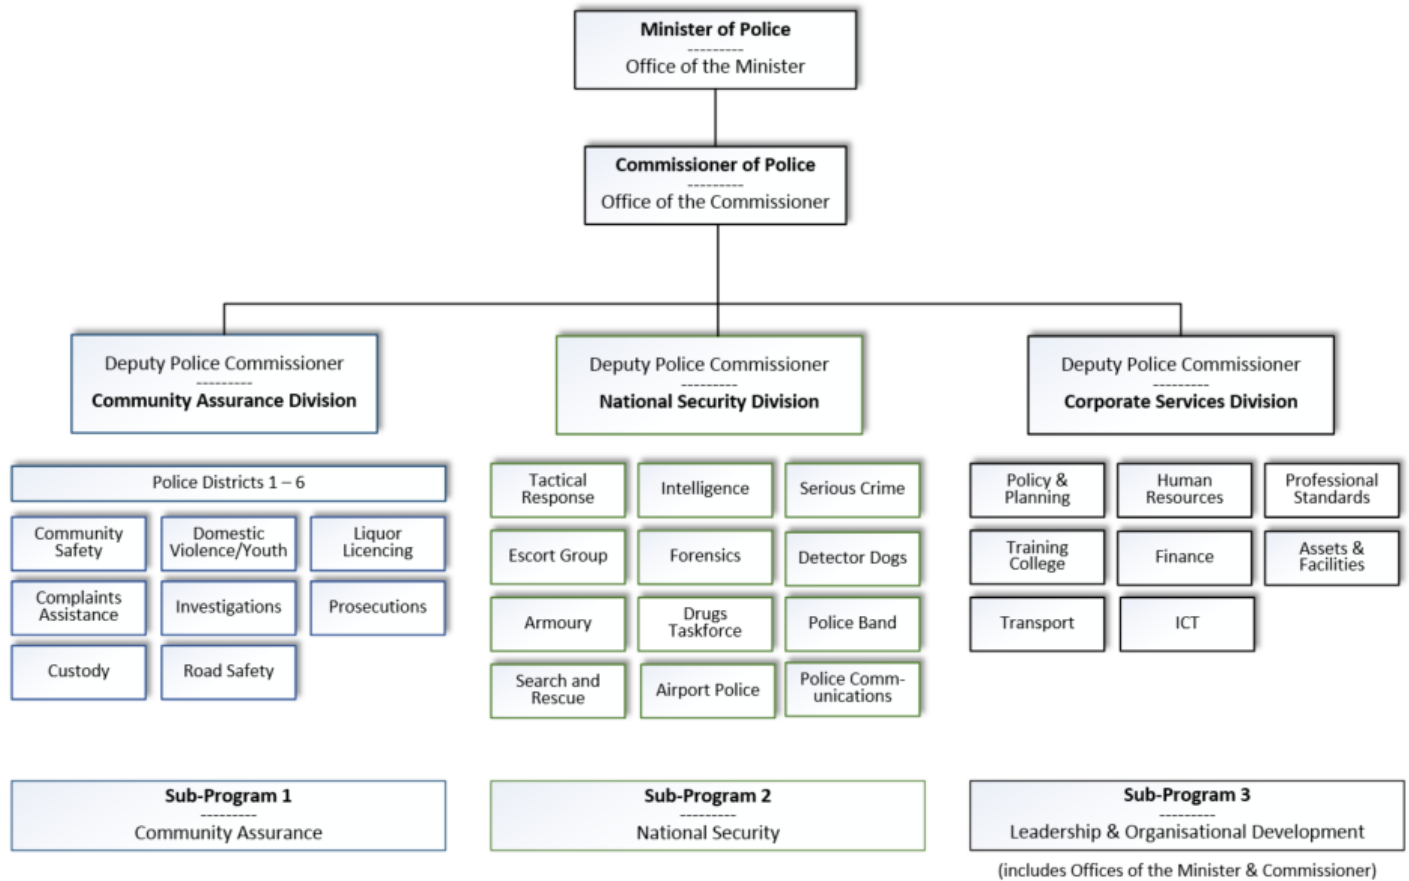 Minister of Police
---------
Office of the Minister
Commissioner of Police
---------
Office of the Commissioner
Deputy Police Commissioner
---------
Community Assurance Division
Deputy Police Commissioner
---------
National Security Division
Deputy Police Commissioner
---------
Corporate Services Division
Police Districts 1 – 6
Community
Safety
Domestic
Violence/Youth
Liquor
Licencing
Complaints
Assistance
Investigations
Prosecutions
Custody
Road Safety
Tactical
Response
Intelligence
Serious Crime
Escort Group
Forensics
Detector Dogs
Armoury
Drugs
Taskforce
Police Band
Search and
Rescue
Airport Police
Police Comm-
unications
Policy &
Planning
Human
Resources
Professional
Standards
Training
College
Finance
Assets &
Facilities
Transport
ICT
Sub-Program 1
---------
Community Assurance
Sub-Program 2
---------
National Security
Sub-Program 3
---------
Leadership & Organisational Development
(includes Offices of the Minister & Commissioner)